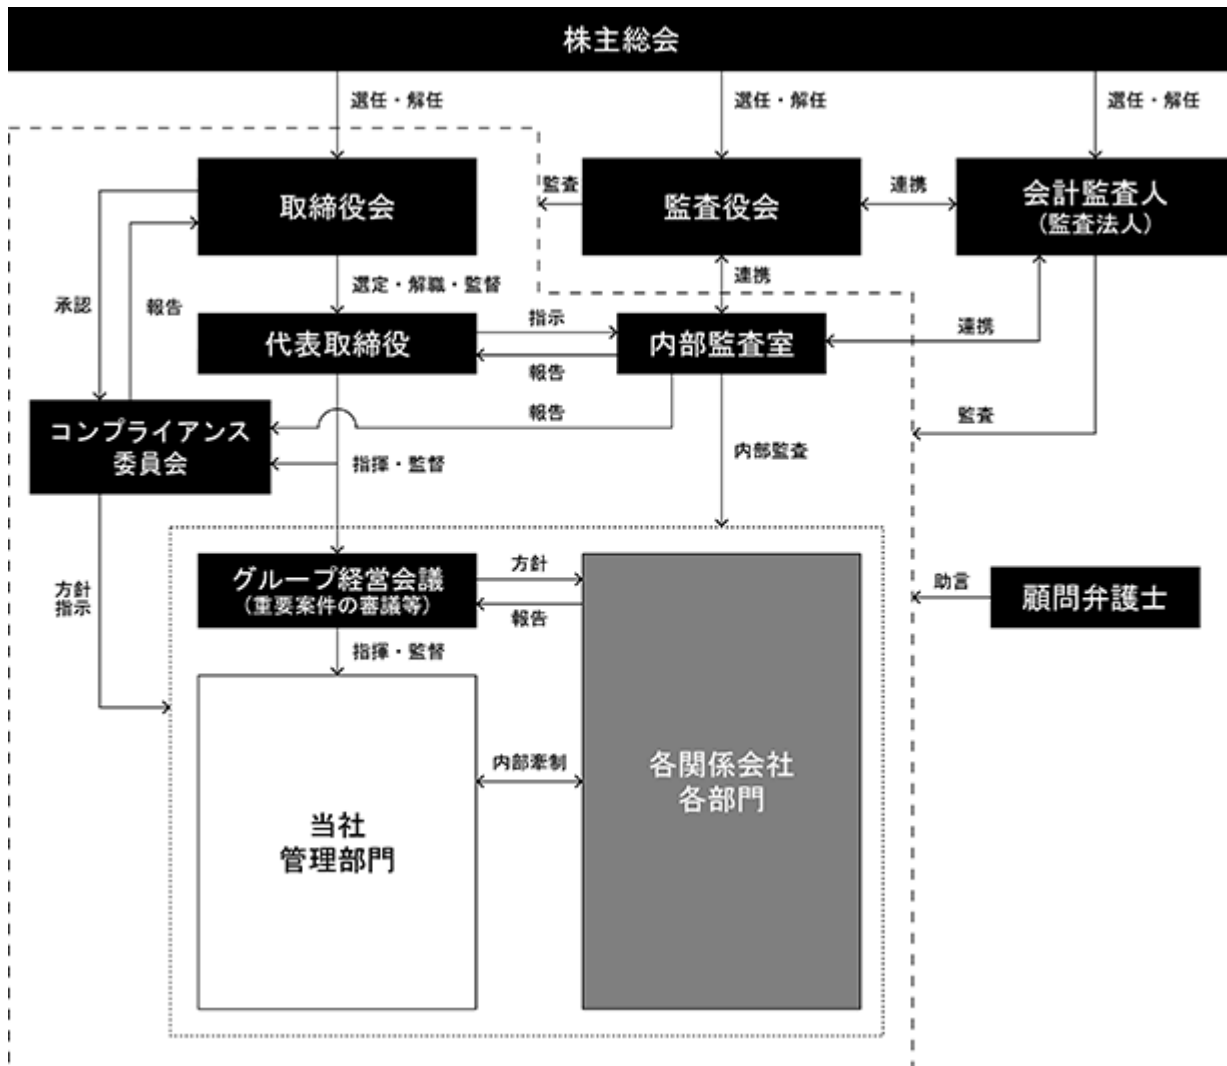 株主総会
選任・解任
選任・解任
選任・解任
取締役会
監査
監査役会
連携
会計監査人
(監査法人)
選定・解職・監督
連携
承認
報告
代表取締役
指示
報告
内部監査室
連携
報告
監査
コンプライアンス
委員会
指揮・監督
内部監査
グループ経営会議
(重要案件の審議等)
方針
報告
方針
指示
助言
顧問弁護士
指揮・監督
内部牽制
各関係会社
各部門
当社
管理部門